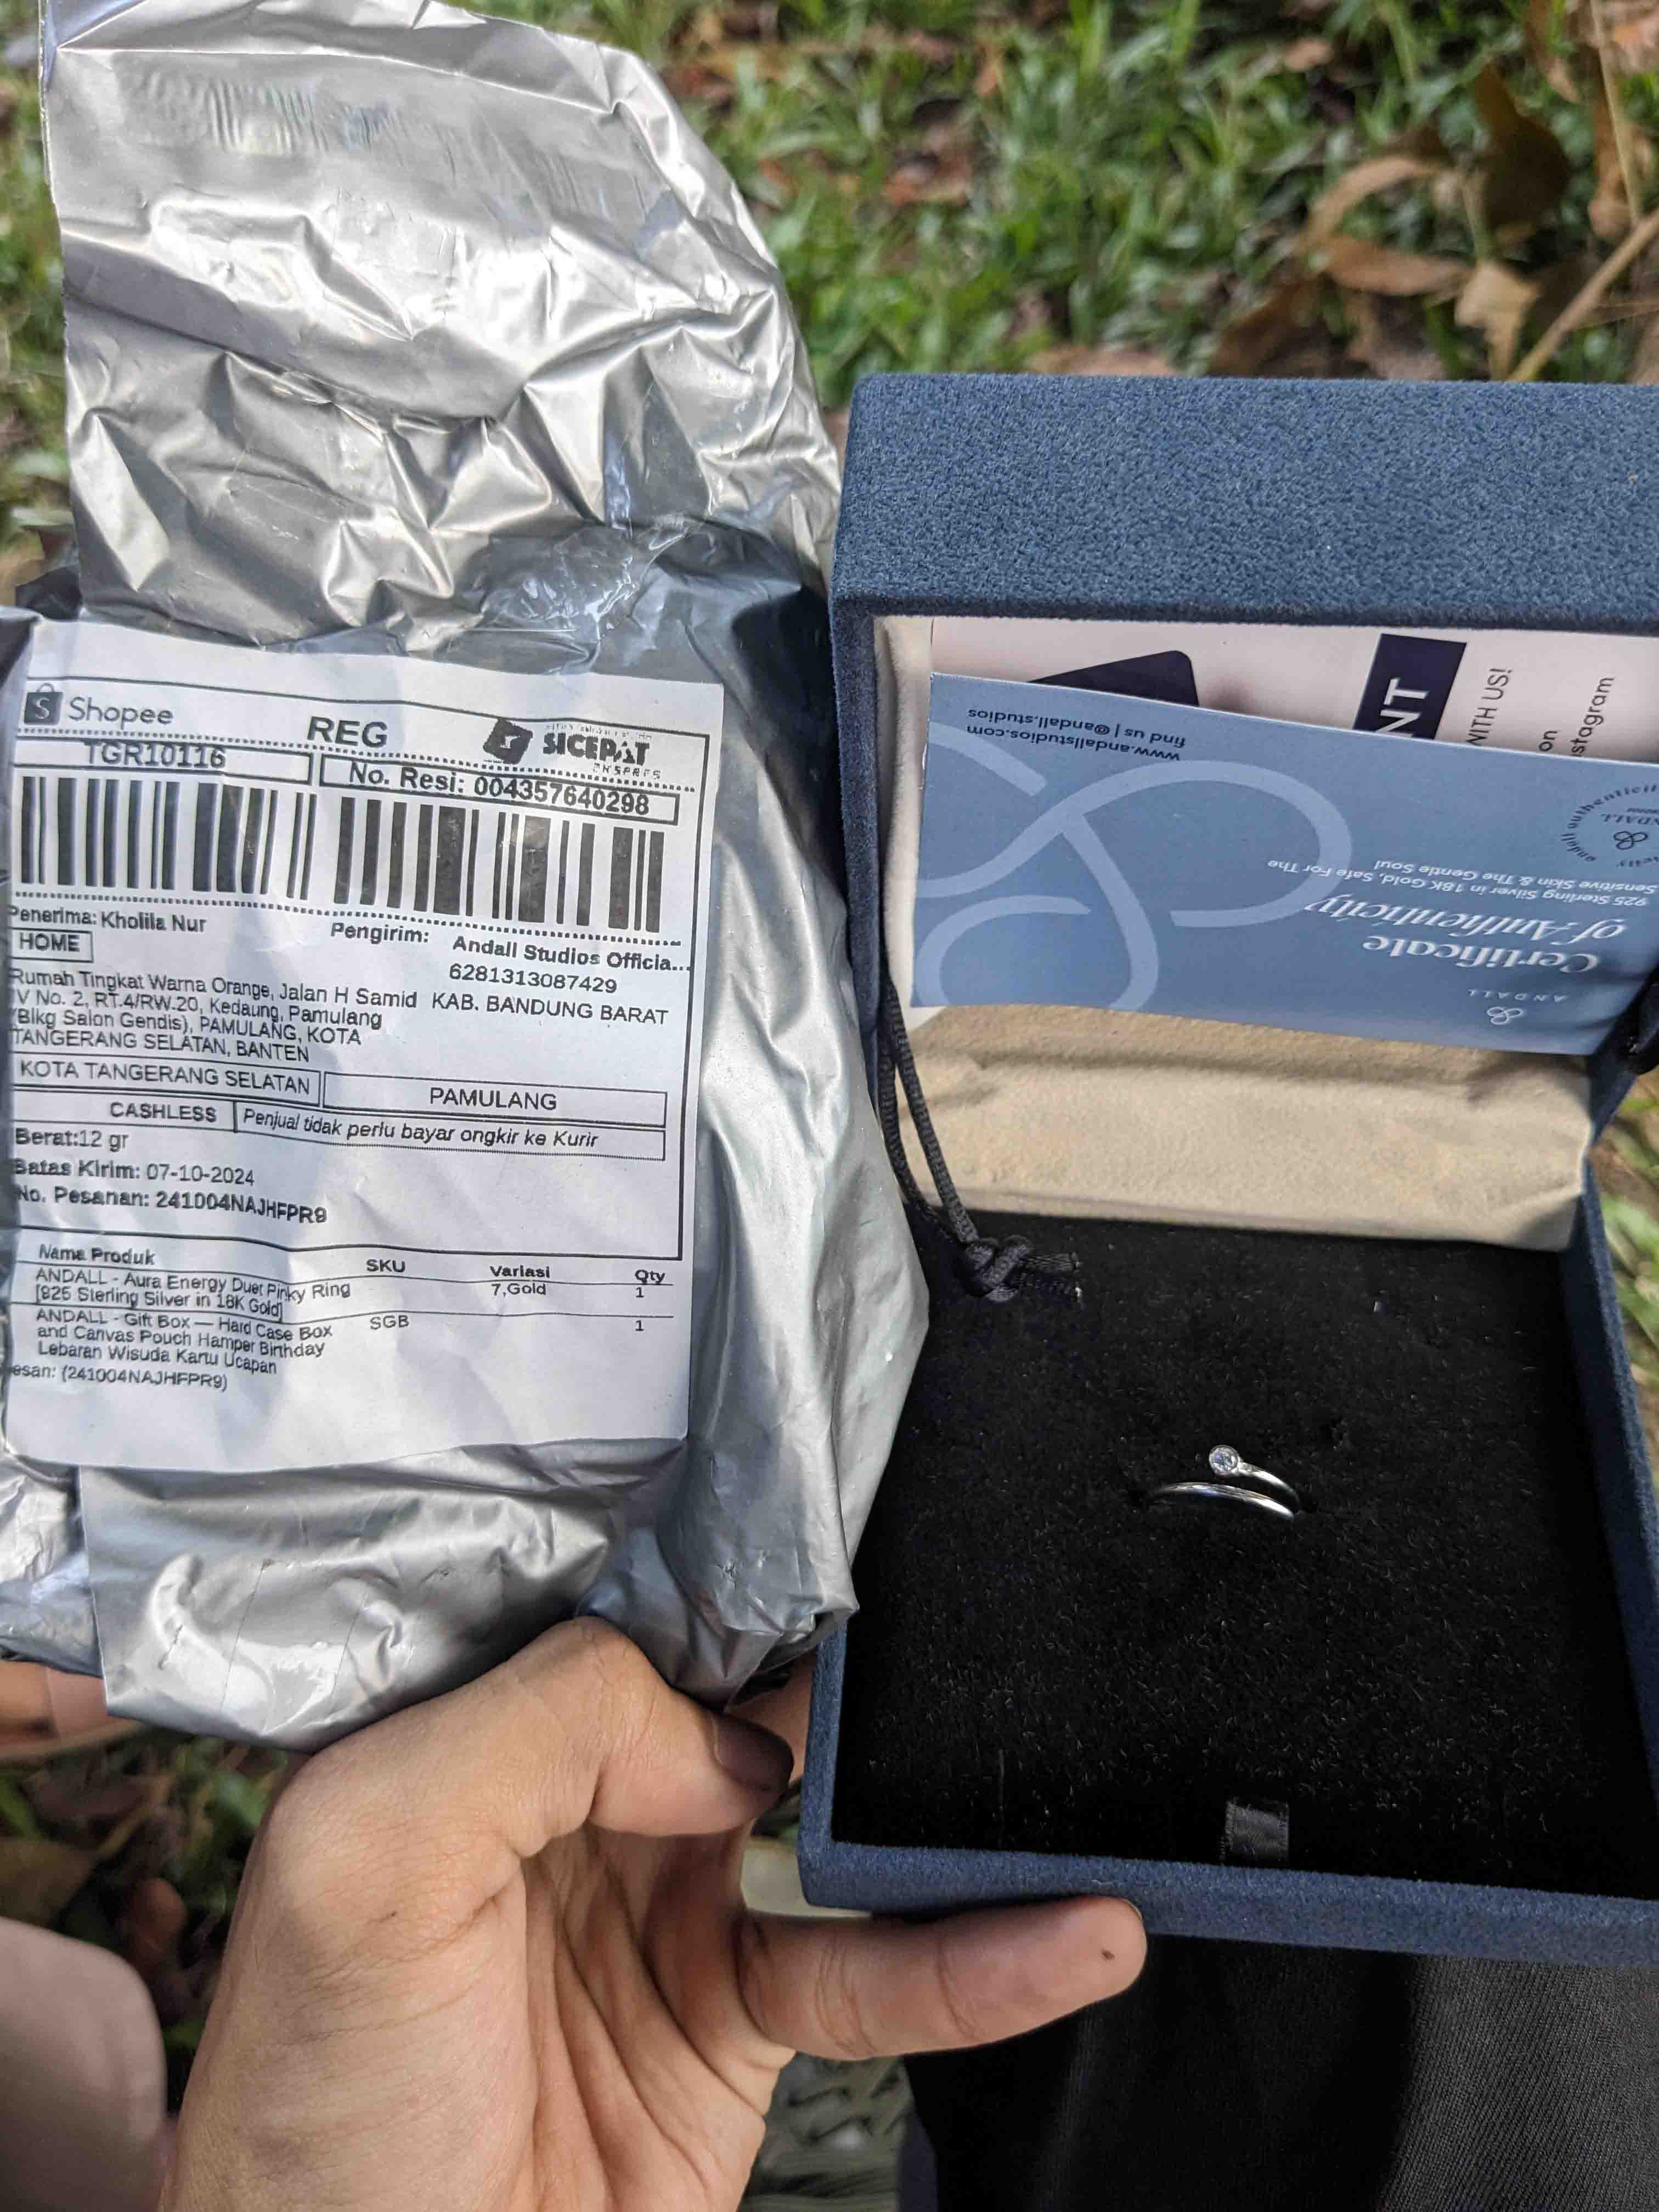 Shopee
REG
SICEPAT
TGR10116
No. Resi: 004357640298
Penerima: Kholila Nur
Pengirim: Andall Studios Officia...
HOME
6281313087429
KAB. BANDUNG BARAT
Rumah Tingkat Warna Orange, Jalan H Samid
IV No. 2, RT.4/RW.20, Kedaung, Pamulang
(Blkg Salon Gendis), PAMULANG, KOTA
TANGERANG SELATAN, BANTEN
KOTA TANGERANG SELATAN
PAMULANG
CASHLESS
Penjual tidak perlu bayar ongkir ke Kurir
Berat:12 gr
Batas Kirim: 07-10-2024
No. Pesanan: 241004NAJHFPR9
Nama Produk SKU Variasi Qty
ANDALL - Aura Energy Duet Pinky Ring 7,Gold 1
[925 Sterling Silver in 18K Gold]
ANDALL - Gift Box — Hard Case Box SGB 1
and Canvas Pouch Hamper Birthday
Lebaran Wisuda Kartu Ucapan
esan: (241004NAJHFPR9)
NT
WITH US!
on
stagram
ANDALL
Certificate
of Authenticity
925 Sterling Silver in 18K Gold, Safe For The
Sensitive Skin & The Gentle Soul
find us | @andall.studios
www.andallstudios.com